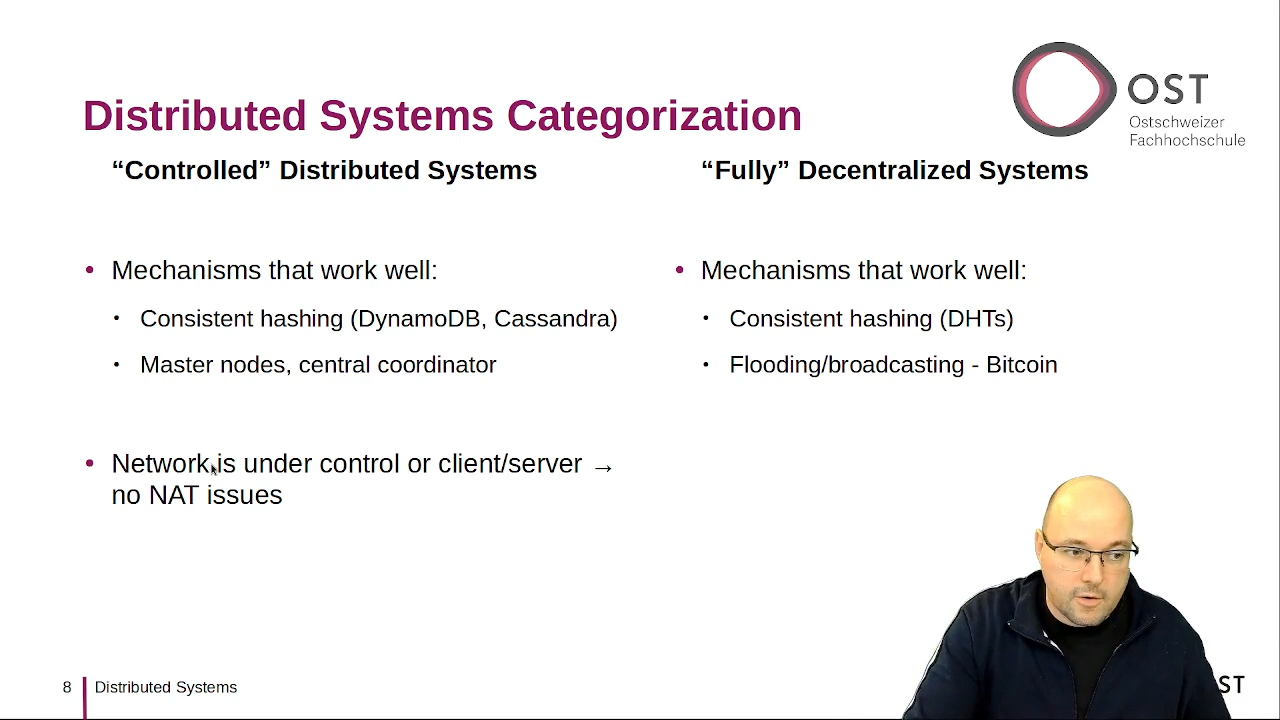 OST
Ostschweizer
Fachhochschule
Distributed Systems Categorization
“Controlled” Distributed Systems
• Mechanisms that work well:
• Consistent hashing (DynamoDB, Cassandra)
• Master nodes, central coordinator
• Network is under control or client/server →
no NAT issues
“Fully” Decentralized Systems
• Mechanisms that work well:
• Consistent hashing (DHTs)
• Flooding/broadcasting - Bitcoin
8
Distributed Systems
ST